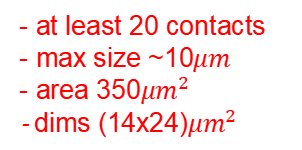 - at least 20 contacts
- max size ~10μm
- area 350μm²
- dims (14x24)μm²